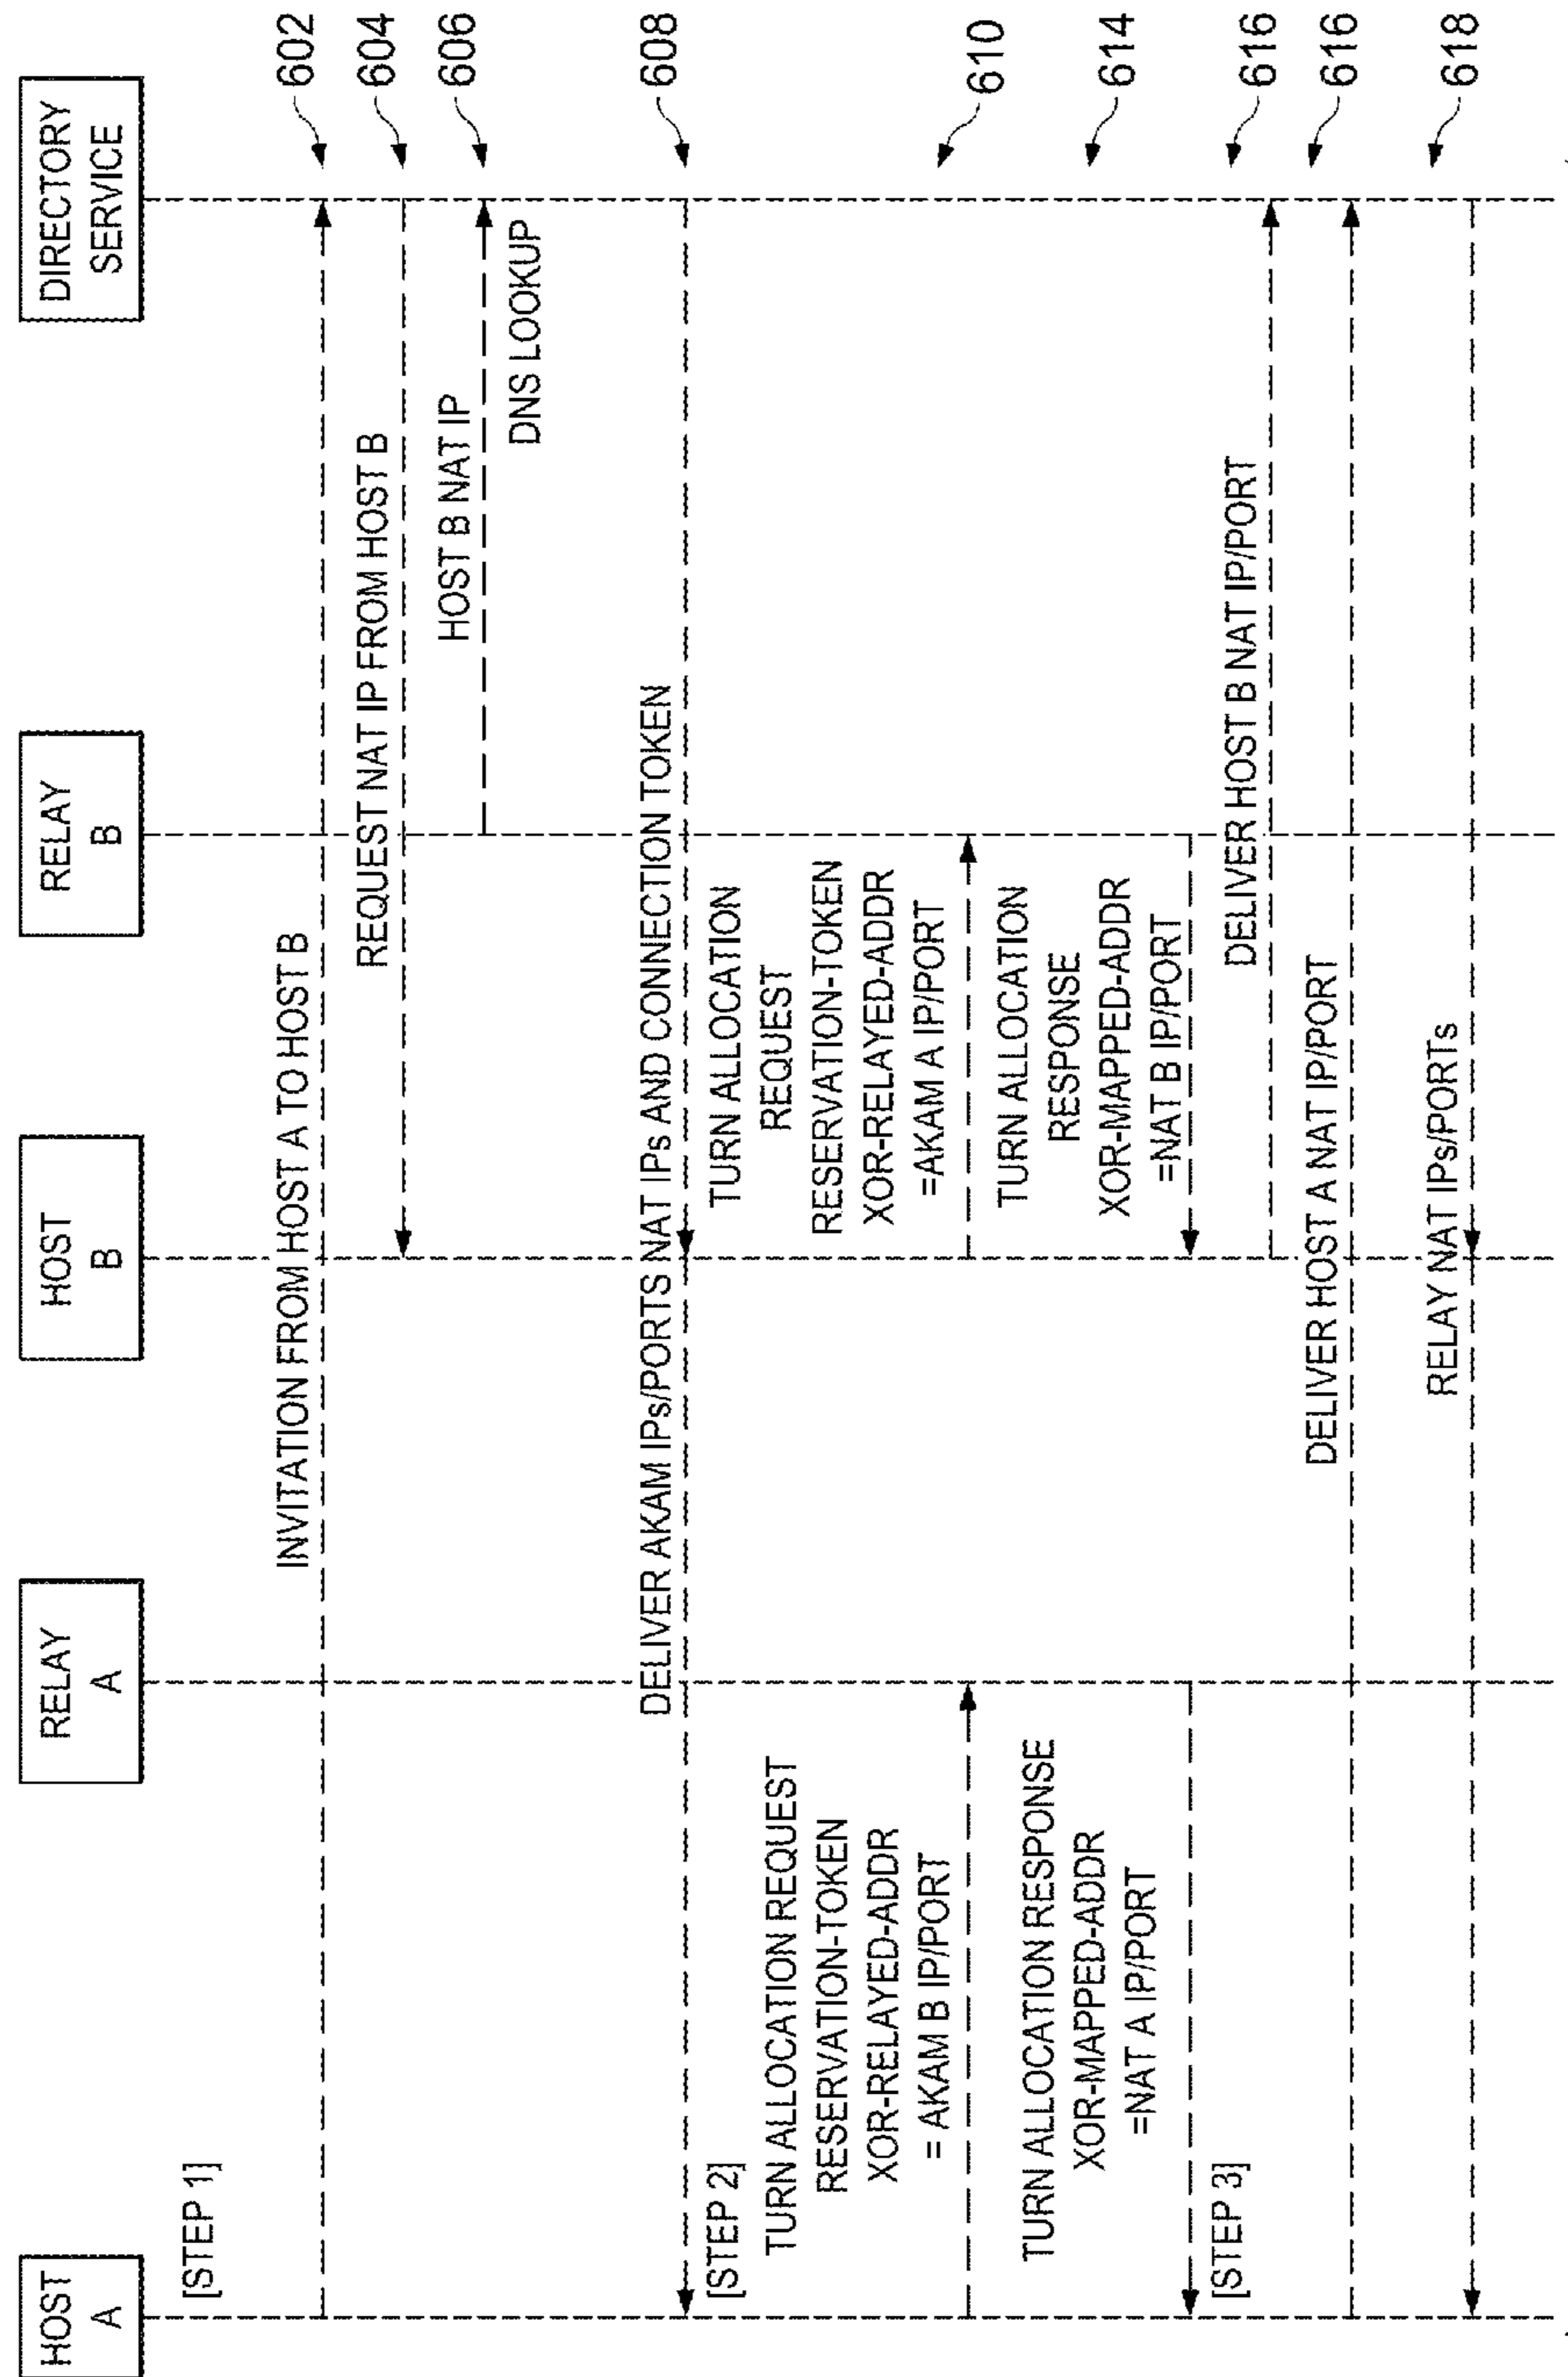 HOST
A
RELAY
A
HOST
B
RELAY
B
DIRECTORY
SERVICE
[STEP 1]
INVITATION FROM HOST A TO HOST B
602
REQUEST NAT IP FROM HOST B
604
HOST B NAT IP
606
DNS LOOKUP
DELIVER AKAM IPs/PORTS NAT IPs AND CONNECTION TOKEN
608
[STEP 2]
TURN ALLOCATION REQUEST
RESERVATION-TOKEN
XOR-RELAYED-ADDR
= AKAM B IP/PORT
TURN ALLOCATION
REQUEST
RESERVATION-TOKEN
XOR-RELAYED-ADDR
=AKAM A IP/PORT
610
TURN ALLOCATION RESPONSE
XOR-MAPPED-ADDR
=NAT A IP/PORT
TURN ALLOCATION
RESPONSE
XOR-MAPPED-ADDR
=NAT B IP/PORT
614
[STEP 3]
DELIVER HOST B NAT IP/PORT
616
DELIVER HOST A NAT IP/PORT
616
RELAY NAT IPs/PORTs
618